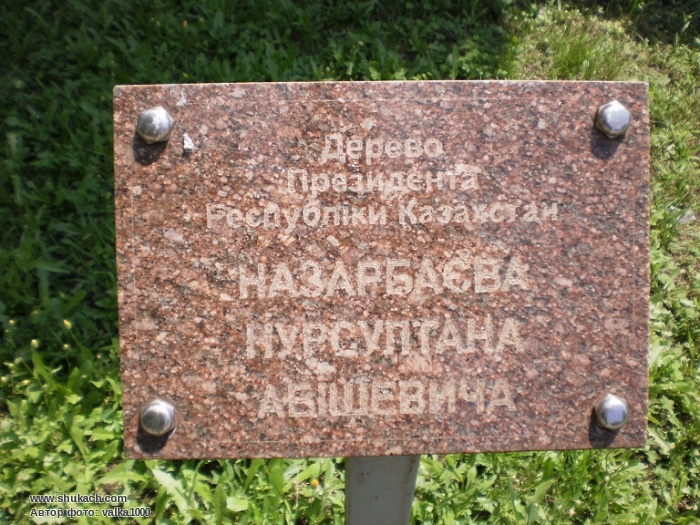 Дерево
Президента
Республіки Казахстан
НАЗАРБАЄВА
НУРСУЛТАНА
АБІШЕВИЧА
www.shukach.com
Автор фото: valka1000